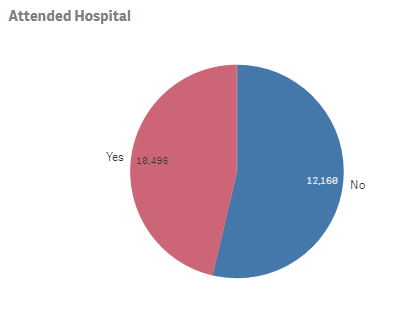 Attended Hospital
Yes
10,496
12,160
No